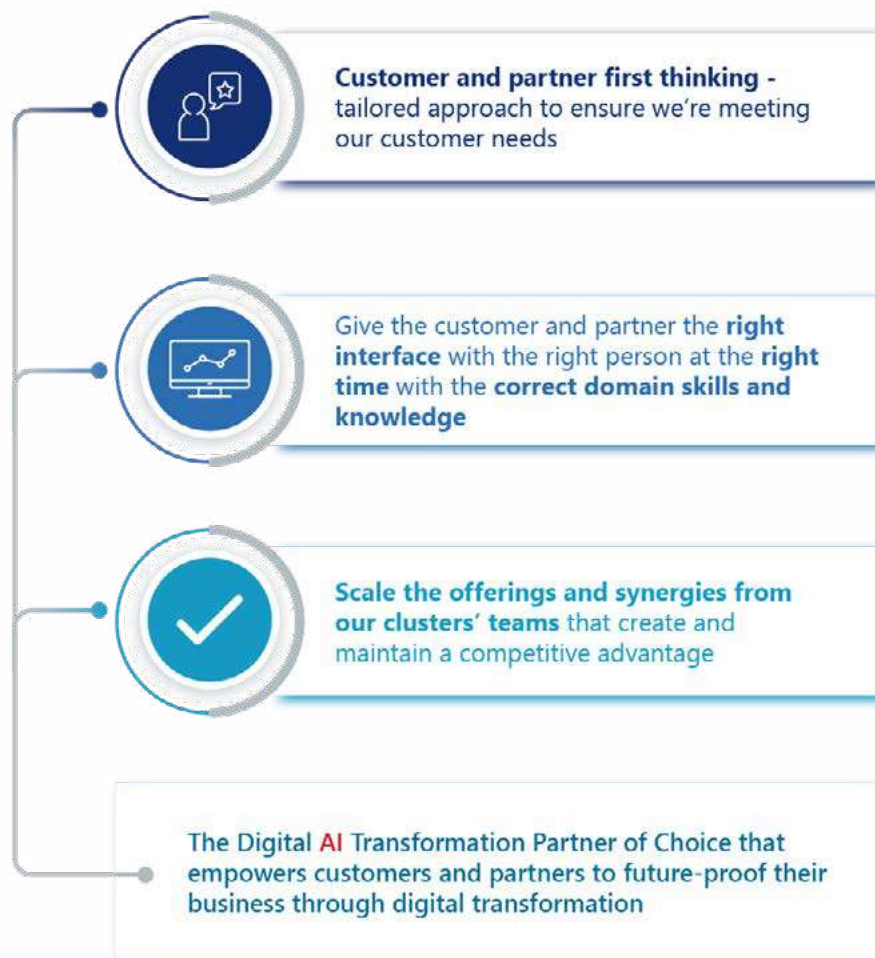 Customer and partner first thinking -
tailored approach to ensure we're meeting
our customer needs
Give the customer and partner the right
interface with the right person at the right
time with the correct domain skills and
knowledge
Scale the offerings and synergies from
our clusters' teams that create and
maintain a competitive advantage
The Digital AI Transformation Partner of Choice that
empowers customers and partners to future-proof their
business through digital transformation